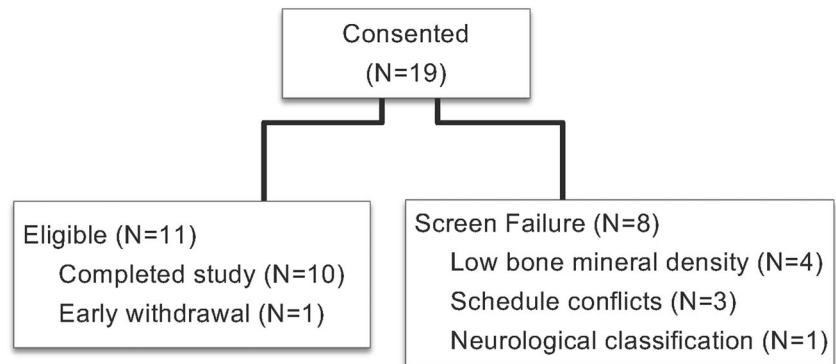 Consented
(N=19)
Eligible (N=11)
Completed study (N=10)
Early withdrawal (N=1)
Screen Failure (N=8)
Low bone mineral density (N=4)
Schedule conflicts (N=3)
Neurological classification (N=1)